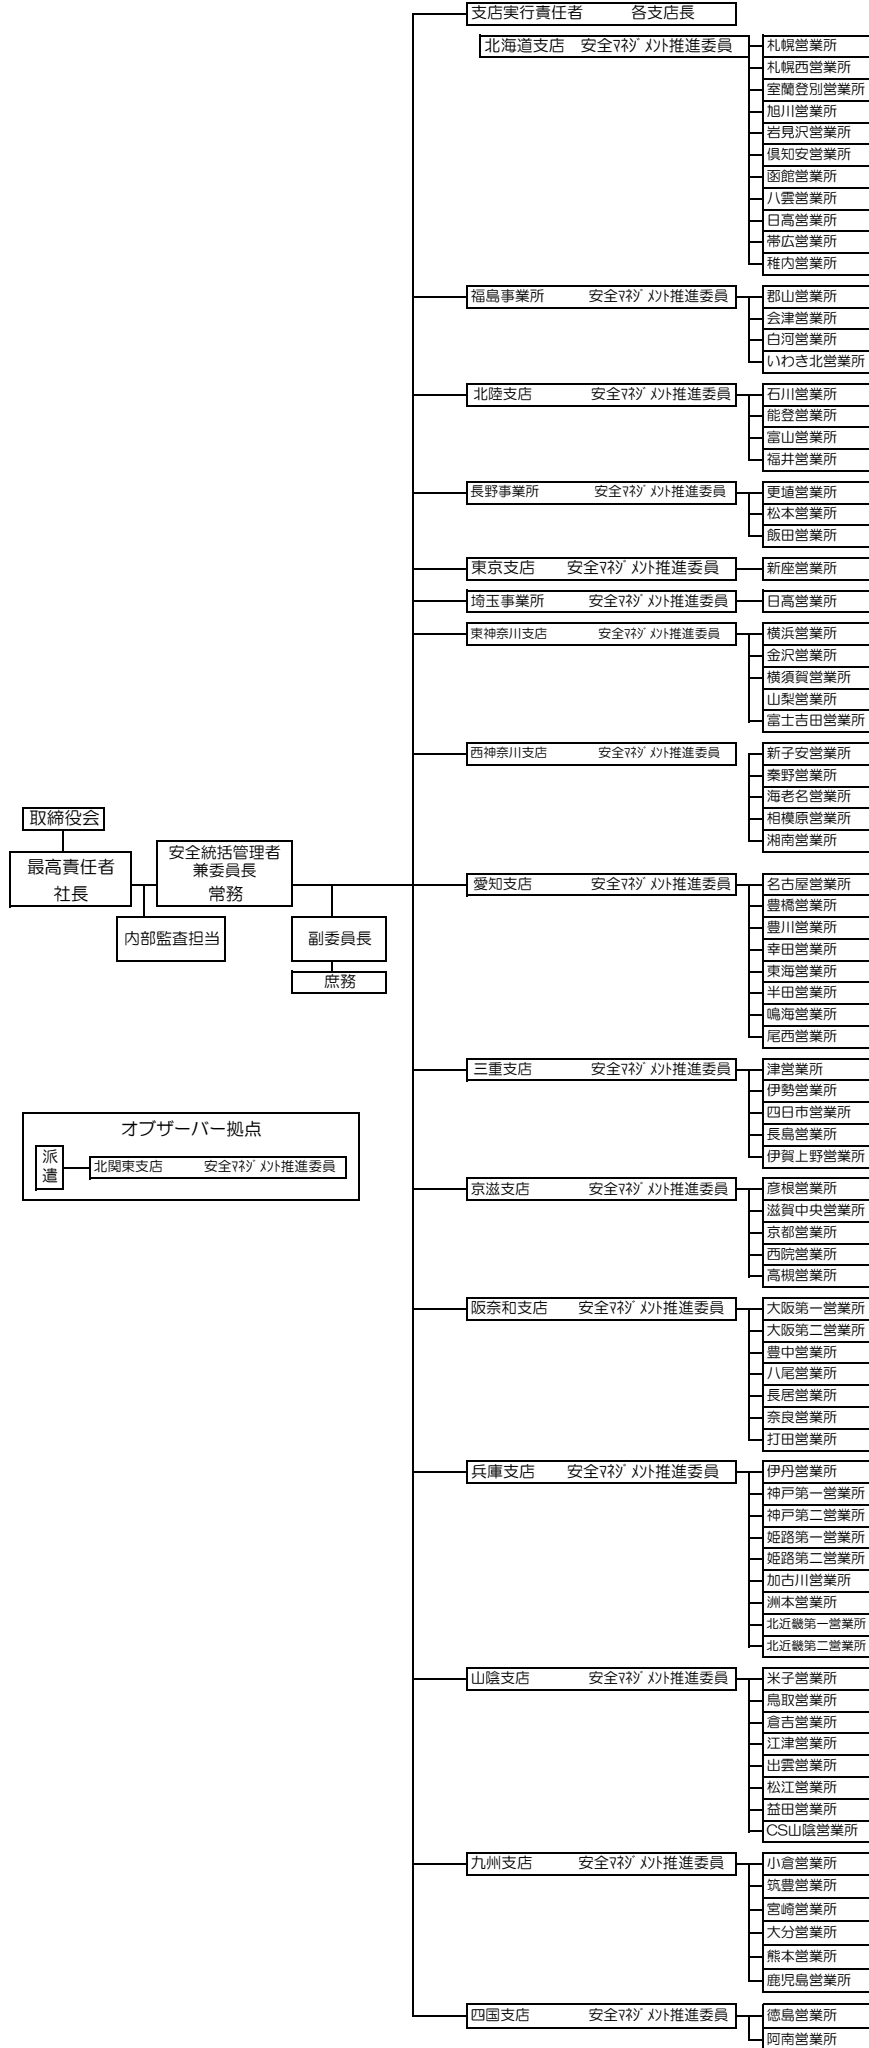 支店実行責任者 各支店長
北海道支店 安全ﾏﾈｼﾞﾒﾝﾄ推進委員
札幌営業所
札幌西営業所
室蘭登別営業所
旭川営業所
岩見沢営業所
倶知安営業所
函館営業所
八雲営業所
日高営業所
帯広営業所
稚内営業所
福島事業所 安全ﾏﾈｼﾞﾒﾝﾄ推進委員
郡山営業所
会津営業所
白河営業所
いわき北営業所
北陸支店 安全ﾏﾈｼﾞﾒﾝﾄ推進委員
石川営業所
能登営業所
富山営業所
福井営業所
長野事業所 安全ﾏﾈｼﾞﾒﾝﾄ推進委員
更埴営業所
松本営業所
飯田営業所
東京支店 安全ﾏﾈｼﾞﾒﾝﾄ推進委員
新座営業所
埼玉事業所 安全ﾏﾈｼﾞﾒﾝﾄ推進委員
日高営業所
東神奈川支店 安全ﾏﾈｼﾞﾒﾝﾄ推進委員
横浜営業所
金沢営業所
横須賀営業所
山梨営業所
富士吉田営業所
西神奈川支店 安全ﾏﾈｼﾞﾒﾝﾄ推進委員
新子安営業所
秦野営業所
海老名営業所
相模原営業所
湘南営業所
取締役会
最高責任者
社長
安全統括管理者
兼委員長
常務
内部監査担当
副委員長
庶務
愛知支店 安全ﾏﾈｼﾞﾒﾝﾄ推進委員
名古屋営業所
豊橋営業所
豊川営業所
幸田営業所
東海営業所
半田営業所
鳴海営業所
尾西営業所
三重支店 安全ﾏﾈｼﾞﾒﾝﾄ推進委員
津営業所
伊勢営業所
四日市営業所
長島営業所
伊賀上野営業所
オブザーバー拠点
派遣
北関東支店 安全ﾏﾈｼﾞﾒﾝﾄ推進委員
京滋支店 安全ﾏﾈｼﾞﾒﾝﾄ推進委員
彦根営業所
滋賀中央営業所
京都営業所
西院営業所
高槻営業所
阪奈和支店 安全ﾏﾈｼﾞﾒﾝﾄ推進委員
大阪第一営業所
大阪第二営業所
豊中営業所
八尾営業所
長居営業所
奈良営業所
打田営業所
兵庫支店 安全ﾏﾈｼﾞﾒﾝﾄ推進委員
伊丹営業所
神戸第一営業所
神戸第二営業所
姫路第一営業所
姫路第二営業所
加古川営業所
洲本営業所
北近畿第一営業所
北近畿第二営業所
山陰支店 安全ﾏﾈｼﾞﾒﾝﾄ推進委員
米子営業所
鳥取営業所
倉吉営業所
江津営業所
出雲営業所
松江営業所
益田営業所
CS山陰営業所
九州支店 安全ﾏﾈｼﾞﾒﾝﾄ推進委員
小倉営業所
筑豊営業所
宮崎営業所
大分営業所
熊本営業所
鹿児島営業所
四国支店 安全ﾏﾈｼﾞﾒﾝﾄ推進委員
徳島営業所
阿南営業所